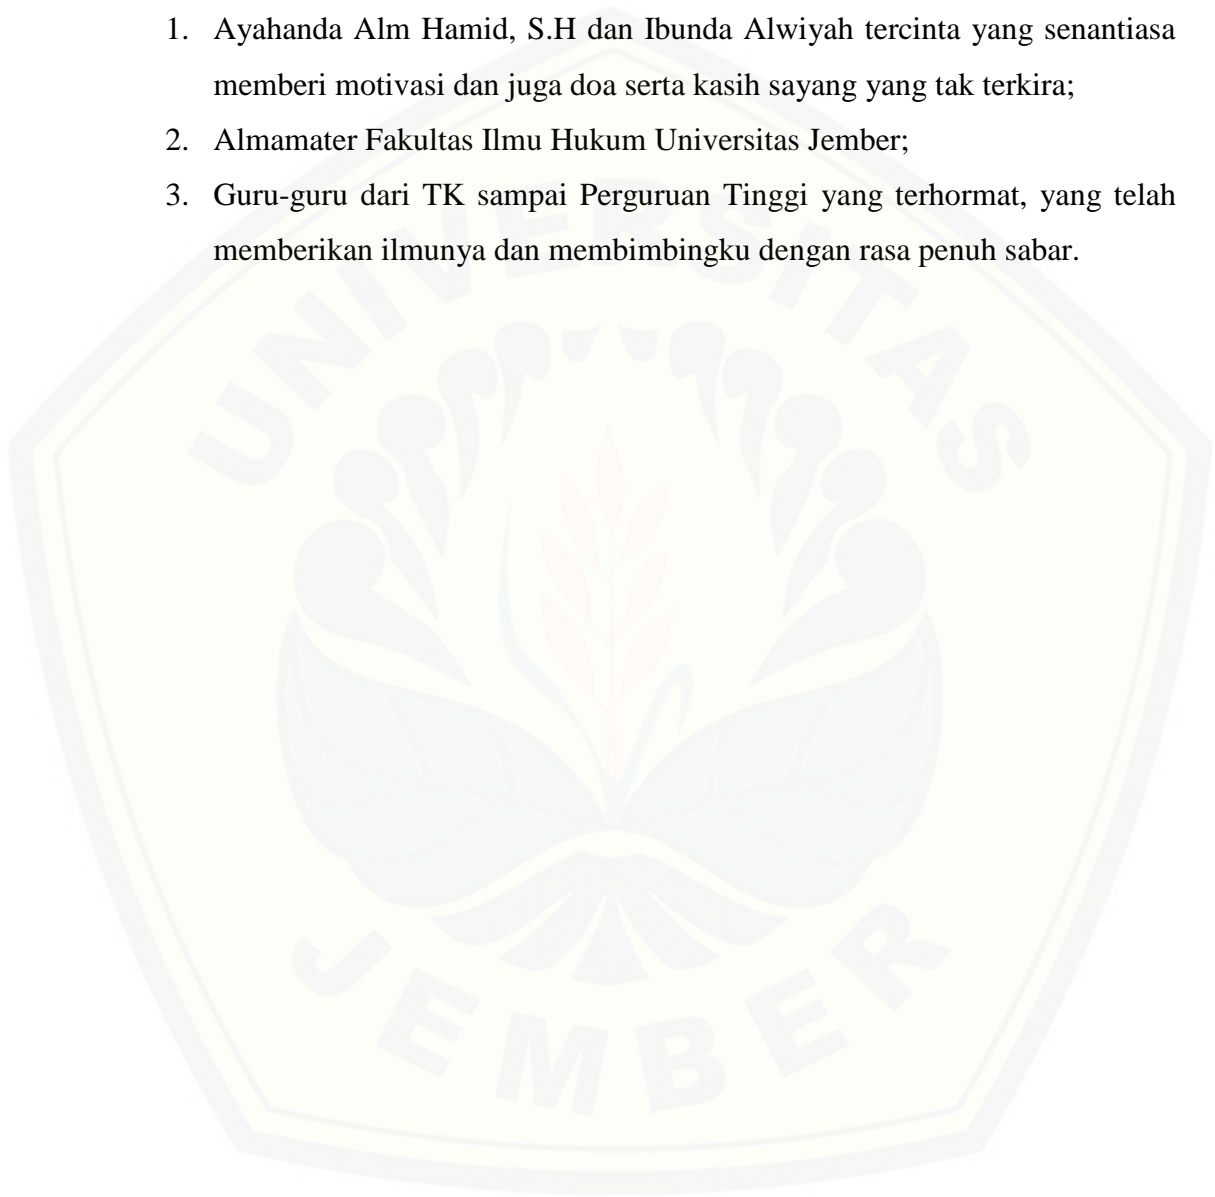 1. Ayahanda Alm Hamid, S.H dan Ibunda Alwiyah tercinta yang senantiasa
memberi motivasi dan juga doa serta kasih sayang yang tak terkira;
2. Almamater Fakultas Ilmu Hukum Universitas Jember;
3. Guru-guru dari TK sampai Perguruan Tinggi yang terhormat, yang telah
memberikan ilmunya dan membimbingku dengan rasa penuh sabar.
UNIVERSITAS
JEMBER